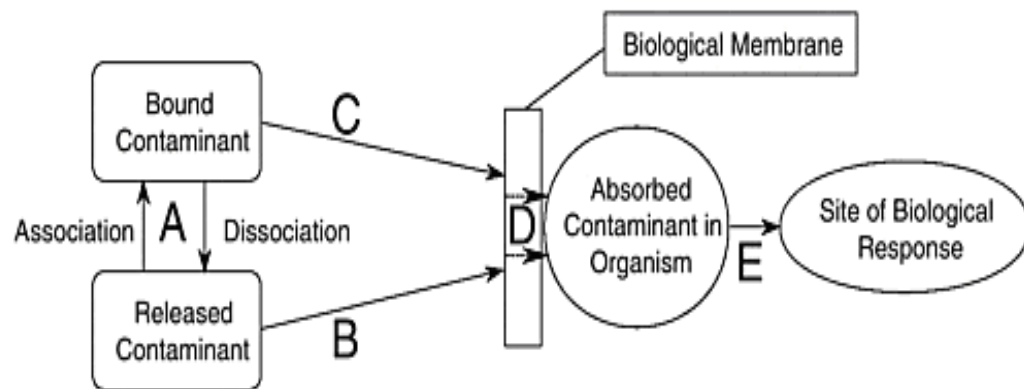 Biological Membrane
Bound
Contaminant
C
Association
A
Dissociation
Released
Contaminant
B
D
Absorbed
Contaminant in
Organism
E
Site of Biological
Response